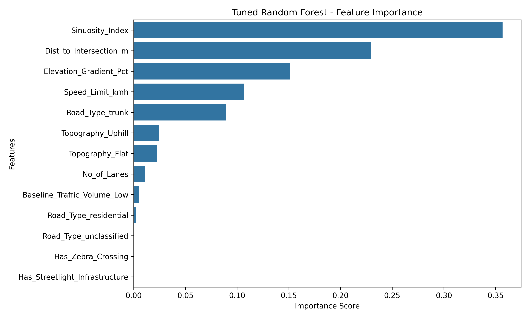 Tuned Random Forest - Feature Importance
Sinuosity_Index
Dist_to_Intersection_m
Elevation_Gradient_Pct
Speed_Limit_kmh
Road_Type_trunk
Topography_Uphill
Topography_Flat
No_of_Lanes
Baseline_Traffic_Volume_Low
Road_Type_residential
Road_Type_unclassified
Has_Zebra_Crossing
Has_Streetlight_Infrastructure
Features
0.00 0.05 0.10 0.15 0.20 0.25 0.30 0.35
Importance Score